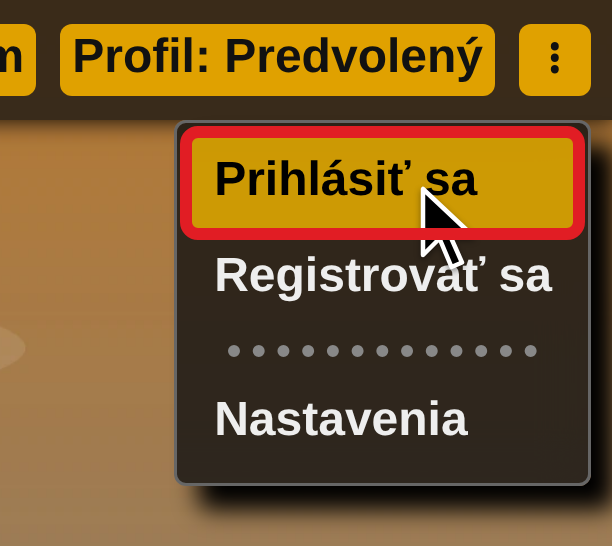 m
Profil: Predvolený
Prihlásiť sa
Registrovať sa
Nastavenia